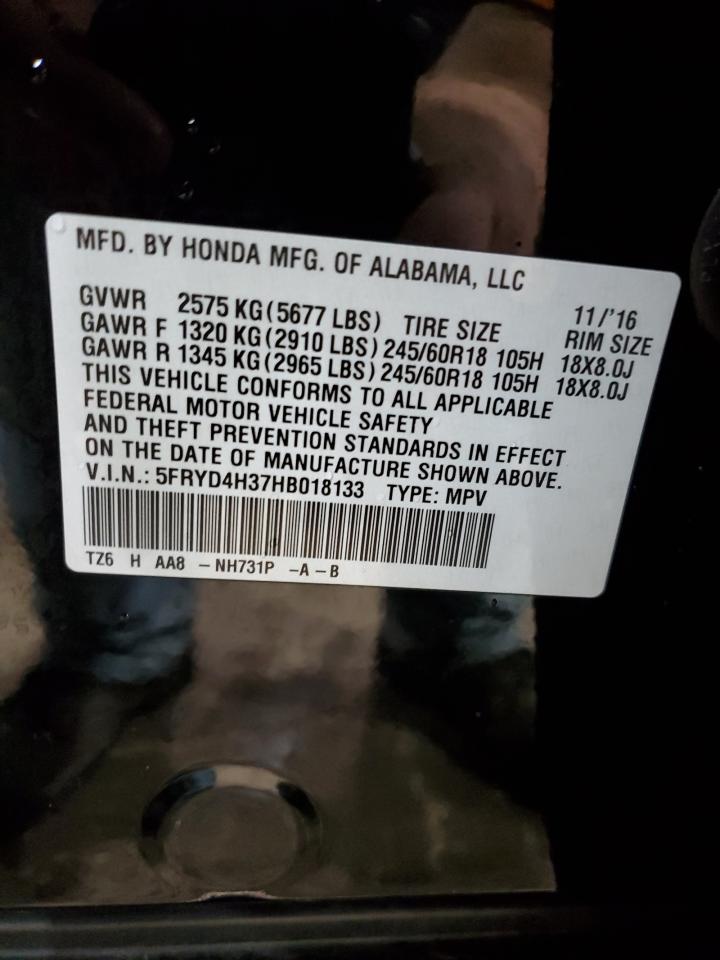 MFD. BY HONDA MFG. OF ALABAMA, LLC
11/'16
GVWR 2575 KG (5677 LBS) TIRE SIZE RIM SIZE
GAWR F 1320 KG (2910 LBS) 245/60R18 105H 18X8.0J
GAWR R 1345 KG (2965 LBS) 245/60R18 105H 18X8.0J
THIS VEHICLE CONFORMS TO ALL APPLICABLE
FEDERAL MOTOR VEHICLE SAFETY
AND THEFT PREVENTION STANDARDS IN EFFECT
ON THE DATE OF MANUFACTURE SHOWN ABOVE.
V.I.N.: 5FRYD4H37HB018133 TYPE: MPV
TZ6 H AA8 – NH731P –A –B